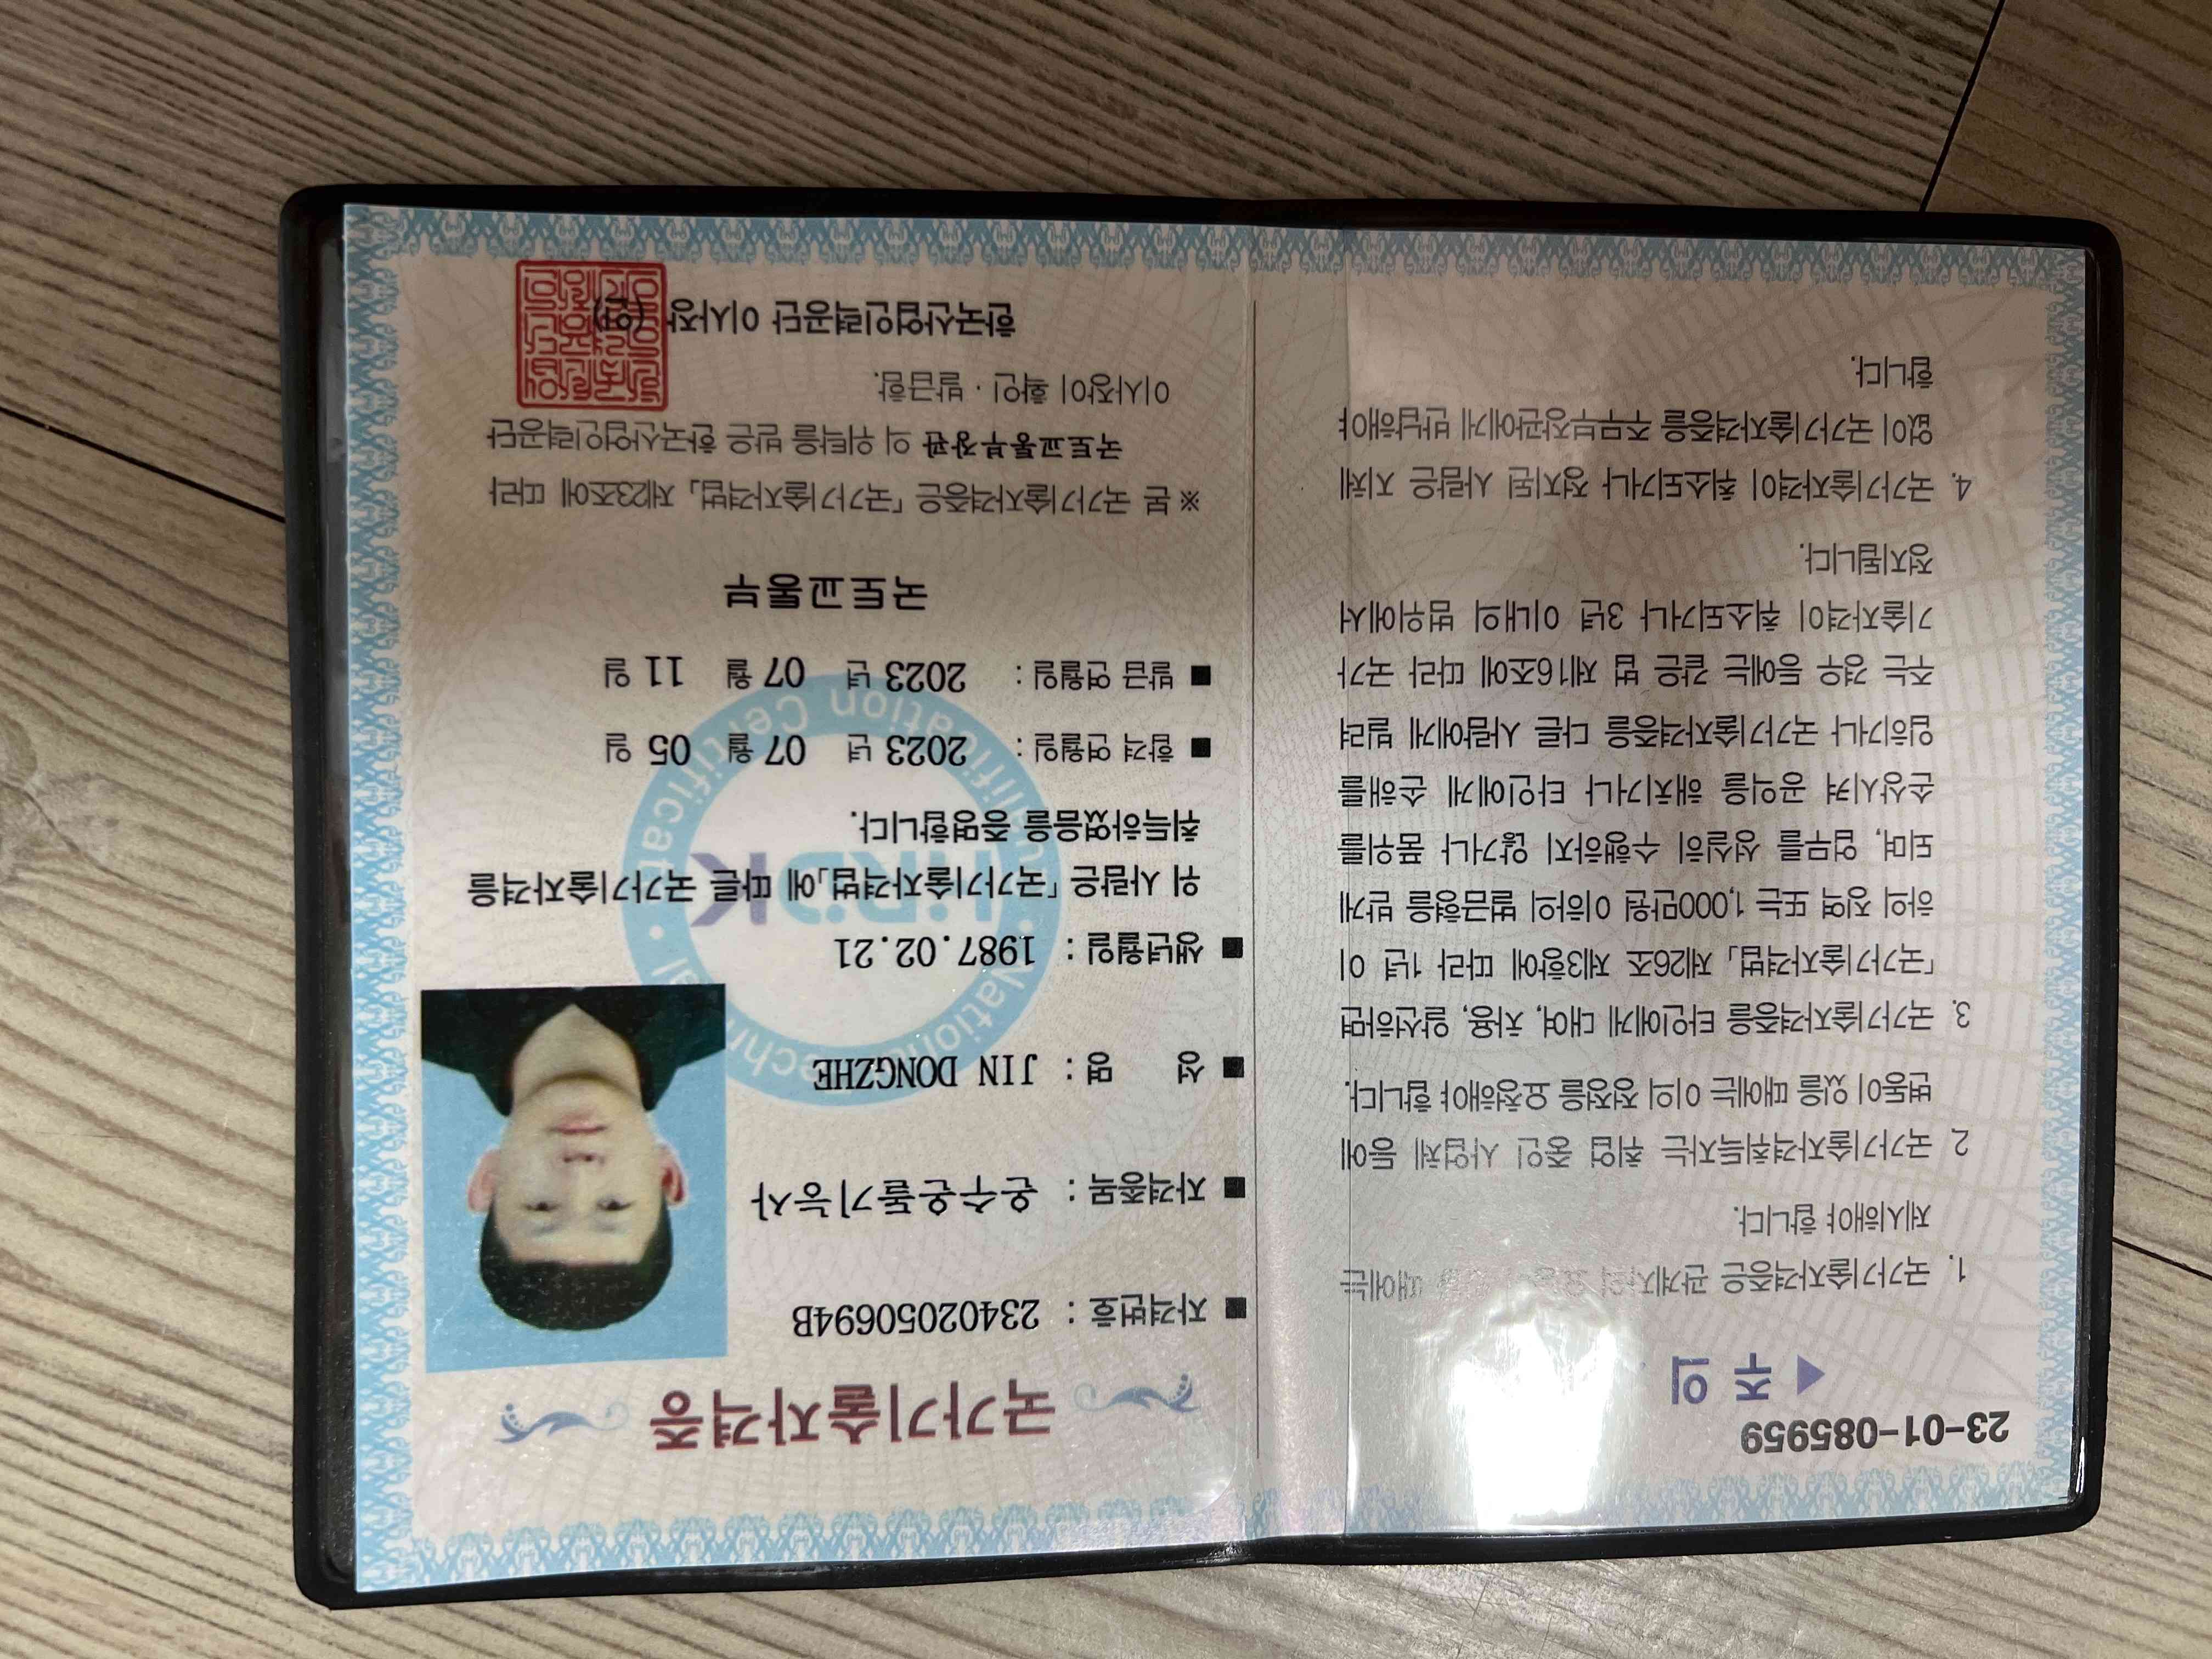 국가기술자격증
■ 자격번호 : 23402050694B
■ 자격종목 : 온수온돌기능사
■ 성 명 : JIN DONGZHE
■ 생년월일 : 1987.02.21
위 사람은 「국가기술자격법」에 따른 국가기술자격을
취득하였음을 증명합니다.
■ 합격 연월일 : 2023 년 07 월 05 일
■ 발급 연월일 : 2023 년 07 월 11 일
국토교통부
※ 본 국가기술자격증은 「국가기술자격법」 제23조에 따라
국토교통부장관 의 위탁을 받은 한국산업인력공단
이사장이 확인 · 발급함.
한국산업인력공단 이사장 (인)
HRDK
23-01-085959
◀ 주 의
1. 국가기술자격증은 관계자의 때에는
제시해야 합니다.
2. 국가기술자격취득자는 취업 중인 사업체 등에
변동이 있을 때에는 이의 정정을 요청해야 합니다.
3. 국가기술자격증을 타인에게 대여, 차용, 알선하면
「국가기술자격법」 제26조 제3항에 따라 1년 이
하의 징역 또는 1,000만원 이하의 벌금형을 받게
되며, 업무를 성실히 수행하지 않거나 품위를
손상시켜 공익을 해치거나 타인에게 손해를
입히거나 국가기술자격증을 다른 사람에게 빌려
주는 경우 등에는 같은 법 제16조에 따라 국가
기술자격이 취소되거나 3년 이내의 범위에서
정지됩니다.
4. 국가기술자격이 취소되거나 정지된 사람은 지체
없이 국가기술자격증을 주무부장관에게 반납해야
합니다.